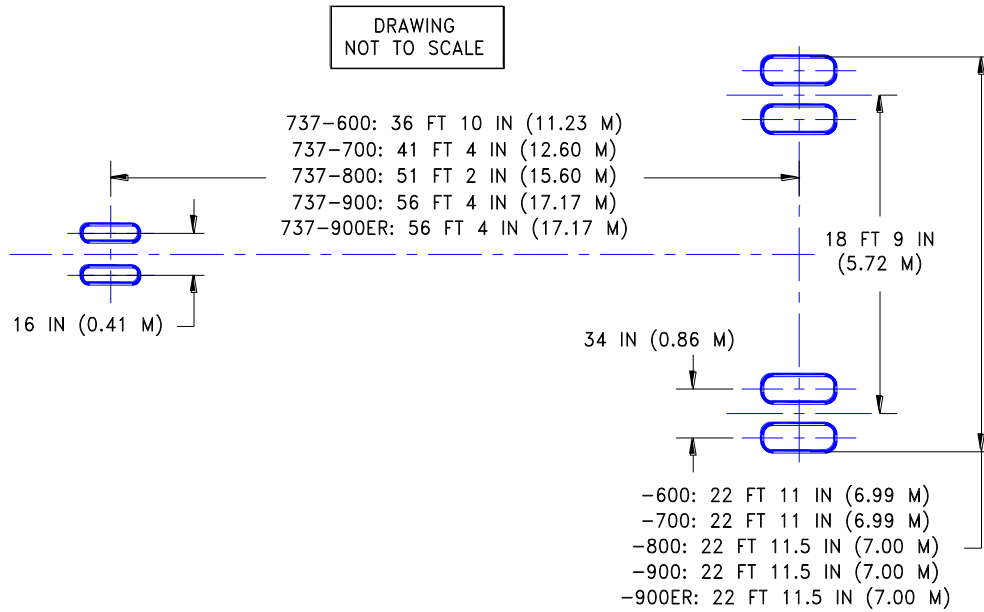 DRAWING
NOT TO SCALE
737-600: 36 FT 10 IN (11.23 M)
737-700: 41 FT 4 IN (12.60 M)
737-800: 51 FT 2 IN (15.60 M)
737-900: 56 FT 4 IN (17.17 M)
737-900ER: 56 FT 4 IN (17.17 M)
18 FT 9 IN
(5.72 M)
16 IN (0.41 M)
34 IN (0.86 M)
-600: 22 FT 11 IN (6.99 M)
-700: 22 FT 11 IN (6.99 M)
-800: 22 FT 11.5 IN (7.00 M)
-900: 22 FT 11.5 IN (7.00 M)
-900ER: 22 FT 11.5 IN (7.00 M)